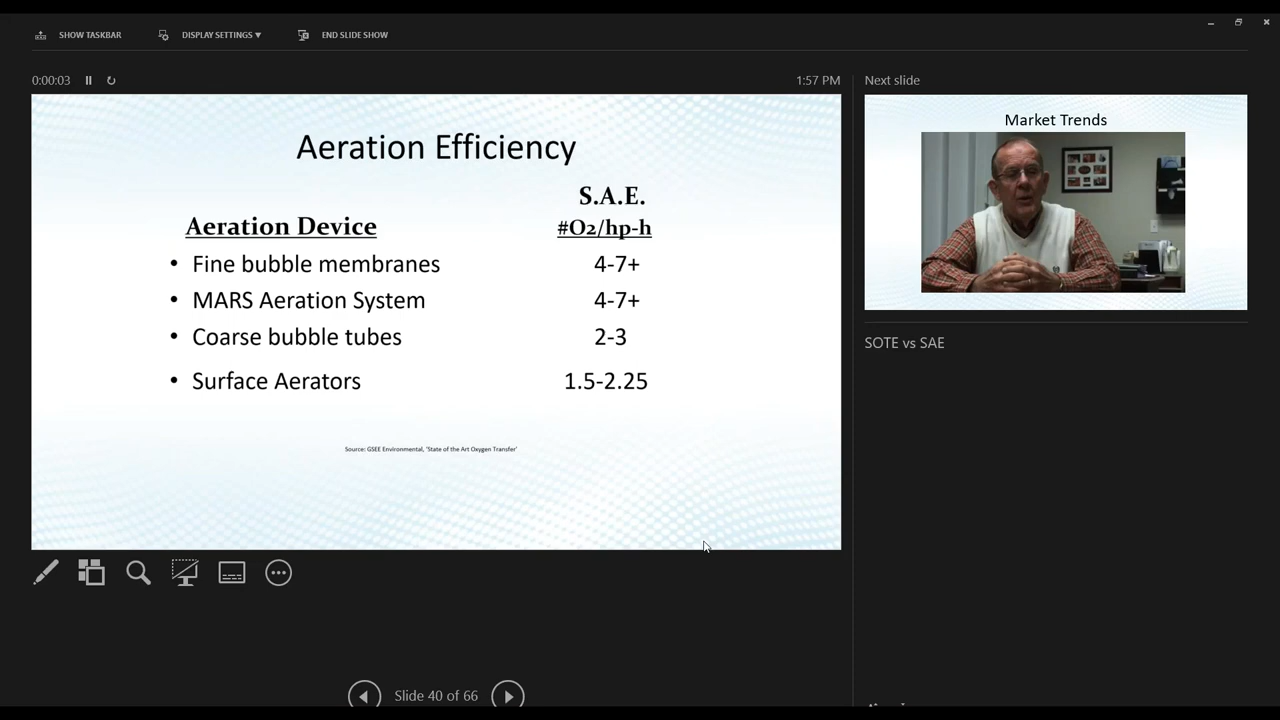 SHOW TASKBAR DISPLAY SETTINGS ▼ END SLIDE SHOW
0:00:03 1:57 PM
Aeration Efficiency
S.A.E.
Aeration Device #O2/hp-h
• Fine bubble membranes 4-7+
• MARS Aeration System 4-7+
• Coarse bubble tubes 2-3
• Surface Aerators 1.5-2.25
Source: GSEE Environmental, 'State of the Art Oxygen Transfer'
Slide 40 of 66
Next slide
Market Trends
SOTE vs SAE